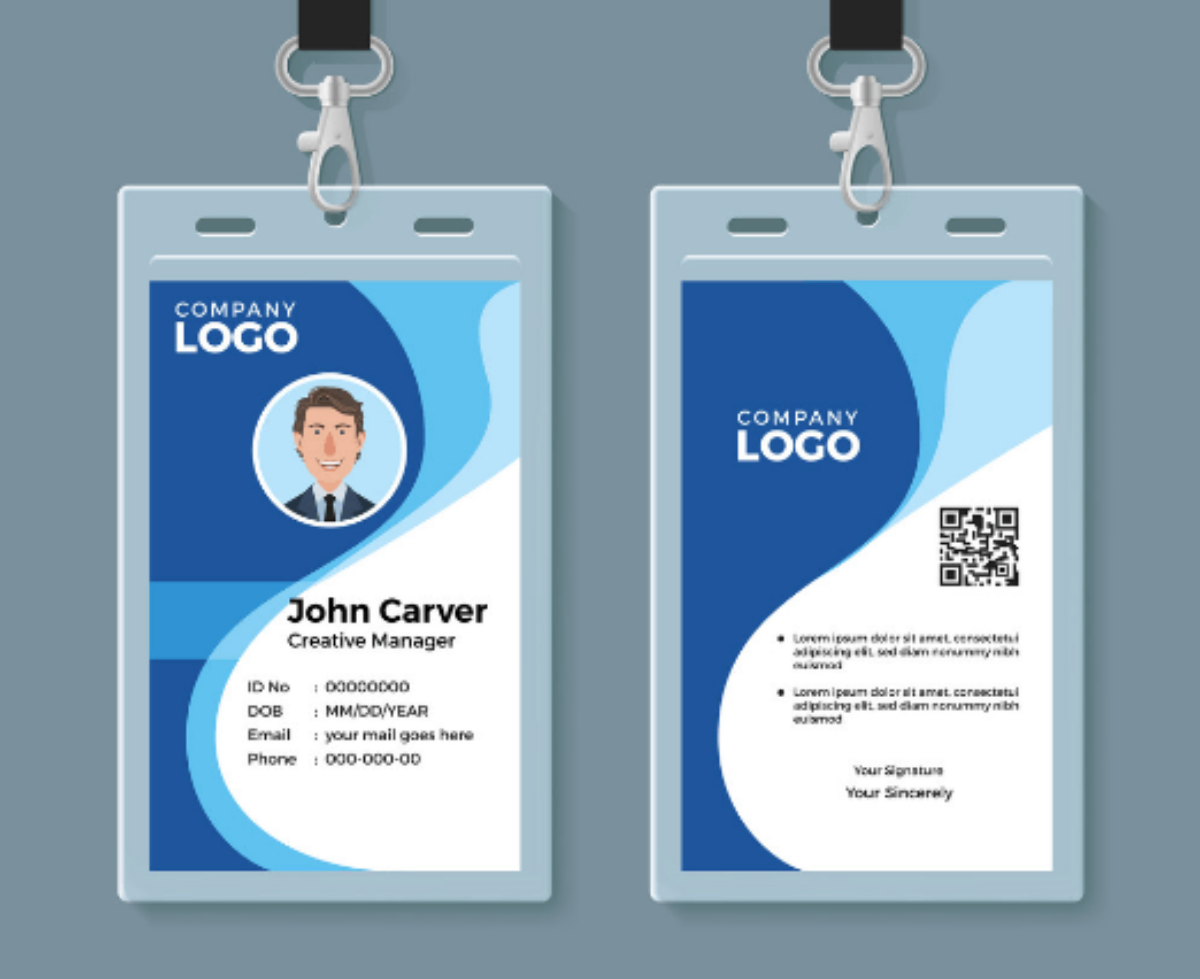 COMPANY
LOGO
John Carver
Creative Manager
ID No : 00000000
DOB : MM/DD/YEAR
Email : your mail goes here
Phone : 000-000-00
COMPANY
LOGO
• Lorem ipsum dolor sit amet, consectetui
adipiscing elit, sed diam nonummy nibh
euismod
• Lorem ipsum dolor sit amet, consectetui
adipiscing elit, sed diam nonummy nibh
euismod
Your Signature
Your Sincerely